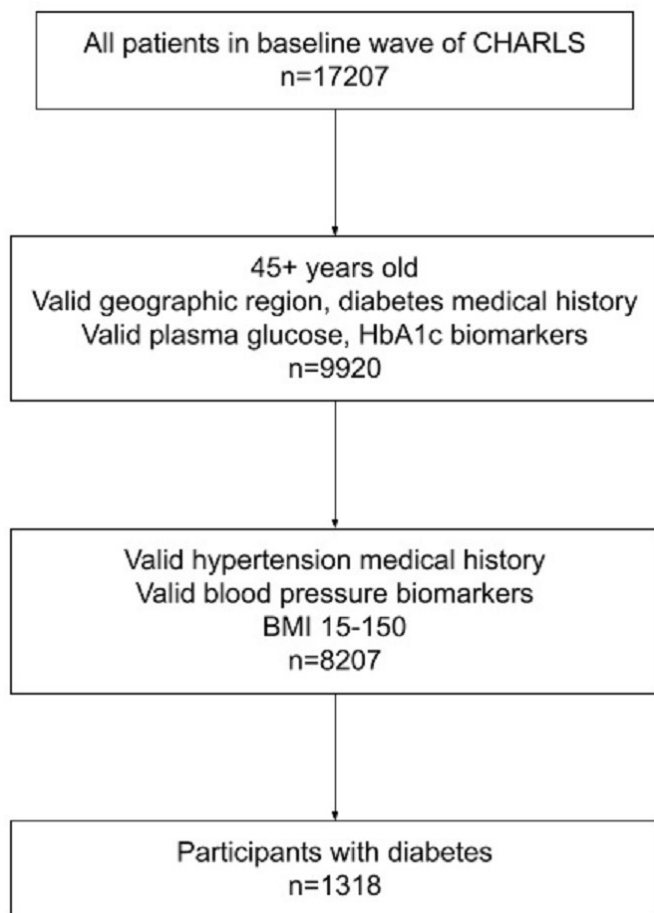 All patients in baseline wave of CHARLS
n=17207
45+ years old
Valid geographic region, diabetes medical history
Valid plasma glucose, HbA1c biomarkers
n=9920
Valid hypertension medical history
Valid blood pressure biomarkers
BMI 15-150
n=8207
Participants with diabetes
n=1318